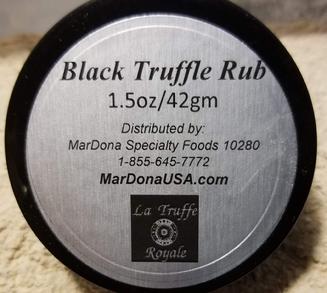 Black Truffle Rub
1.5oz/42gm
Distributed by:
MarDona Specialty Foods 10280
1-855-645-7772
MarDonaUSA.com
La Truffe
Royale